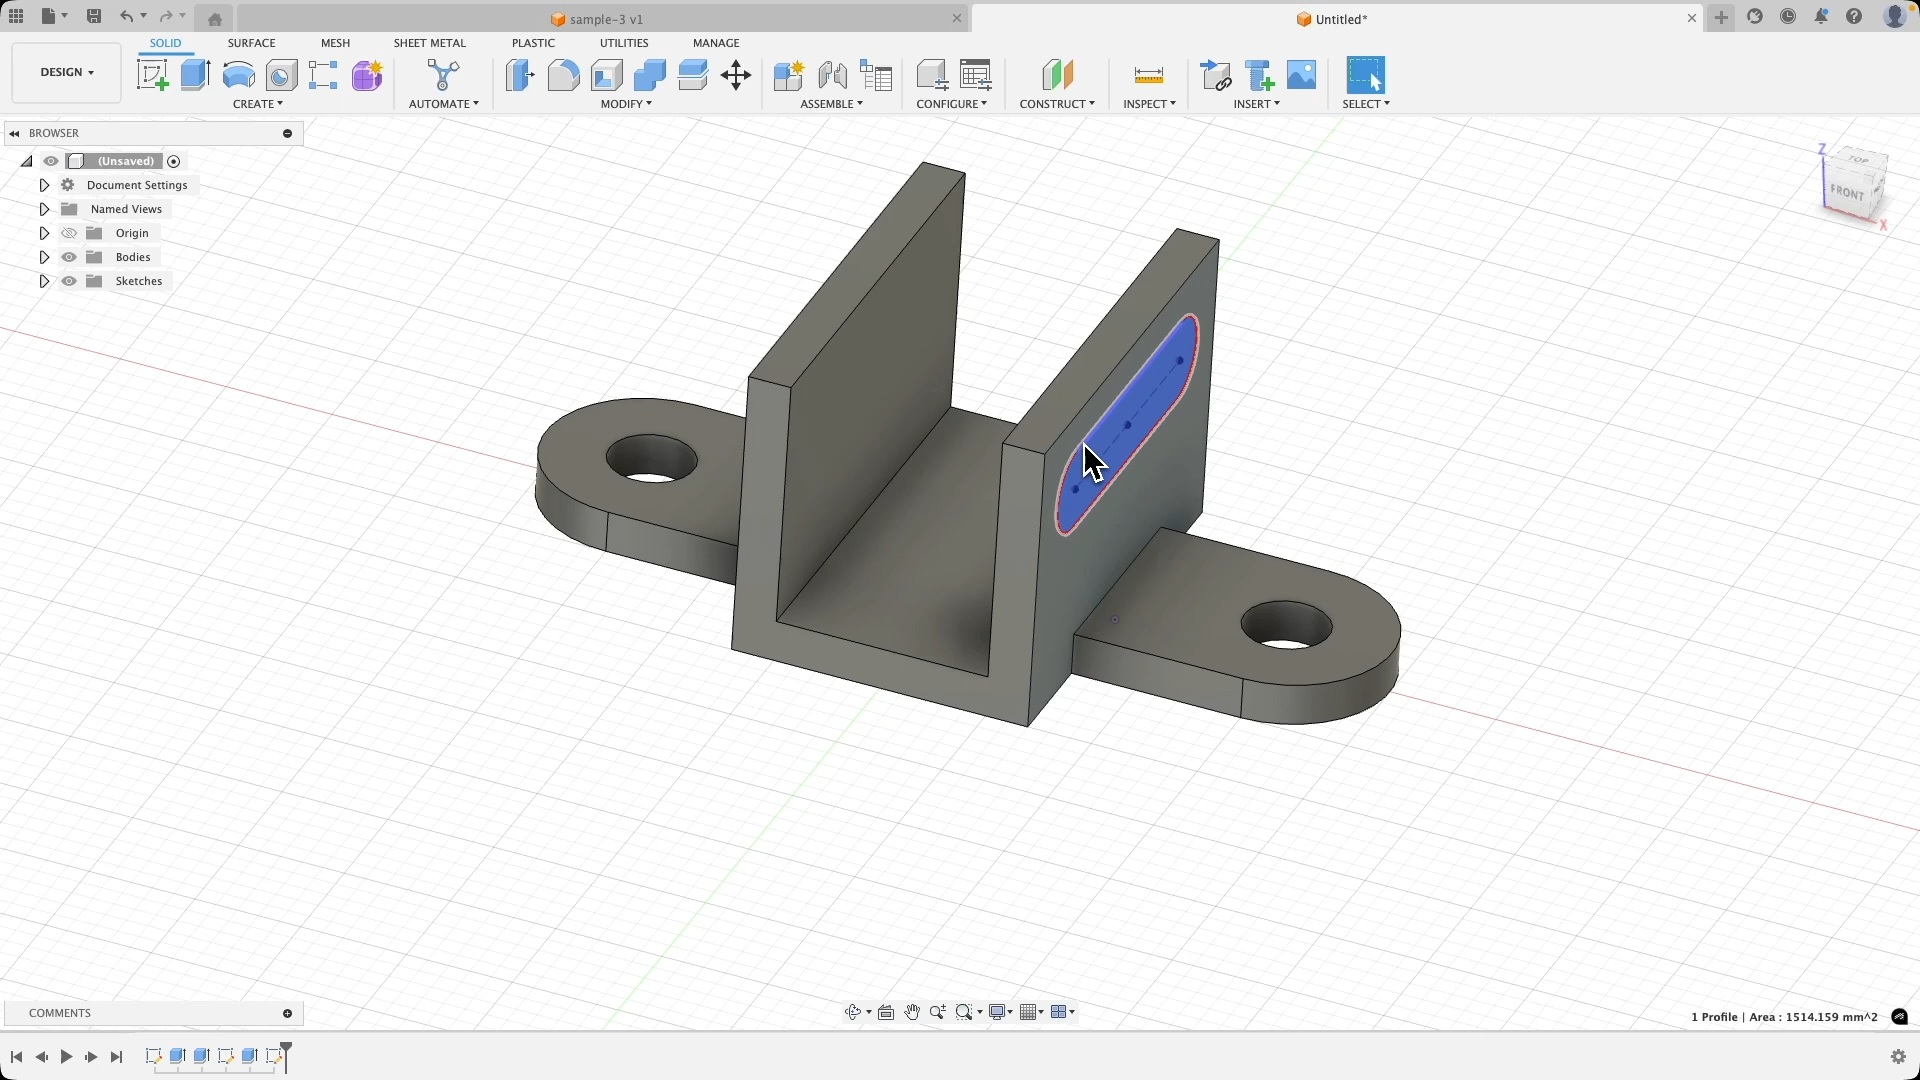 sample-3 v1
Untitled*
DESIGN
SOLID
SURFACE
MESH
SHEET METAL
PLASTIC
UTILITIES
MANAGE
CREATE
AUTOMATE
MODIFY
ASSEMBLE
CONFIGURE
CONSTRUCT
INSPECT
INSERT
SELECT
BROWSER
(Unsaved)
Document Settings
Named Views
Origin
Bodies
Sketches
Z
TOP
FRONT
X
COMMENTS
1 Profile | Area : 1514.159 mm^2